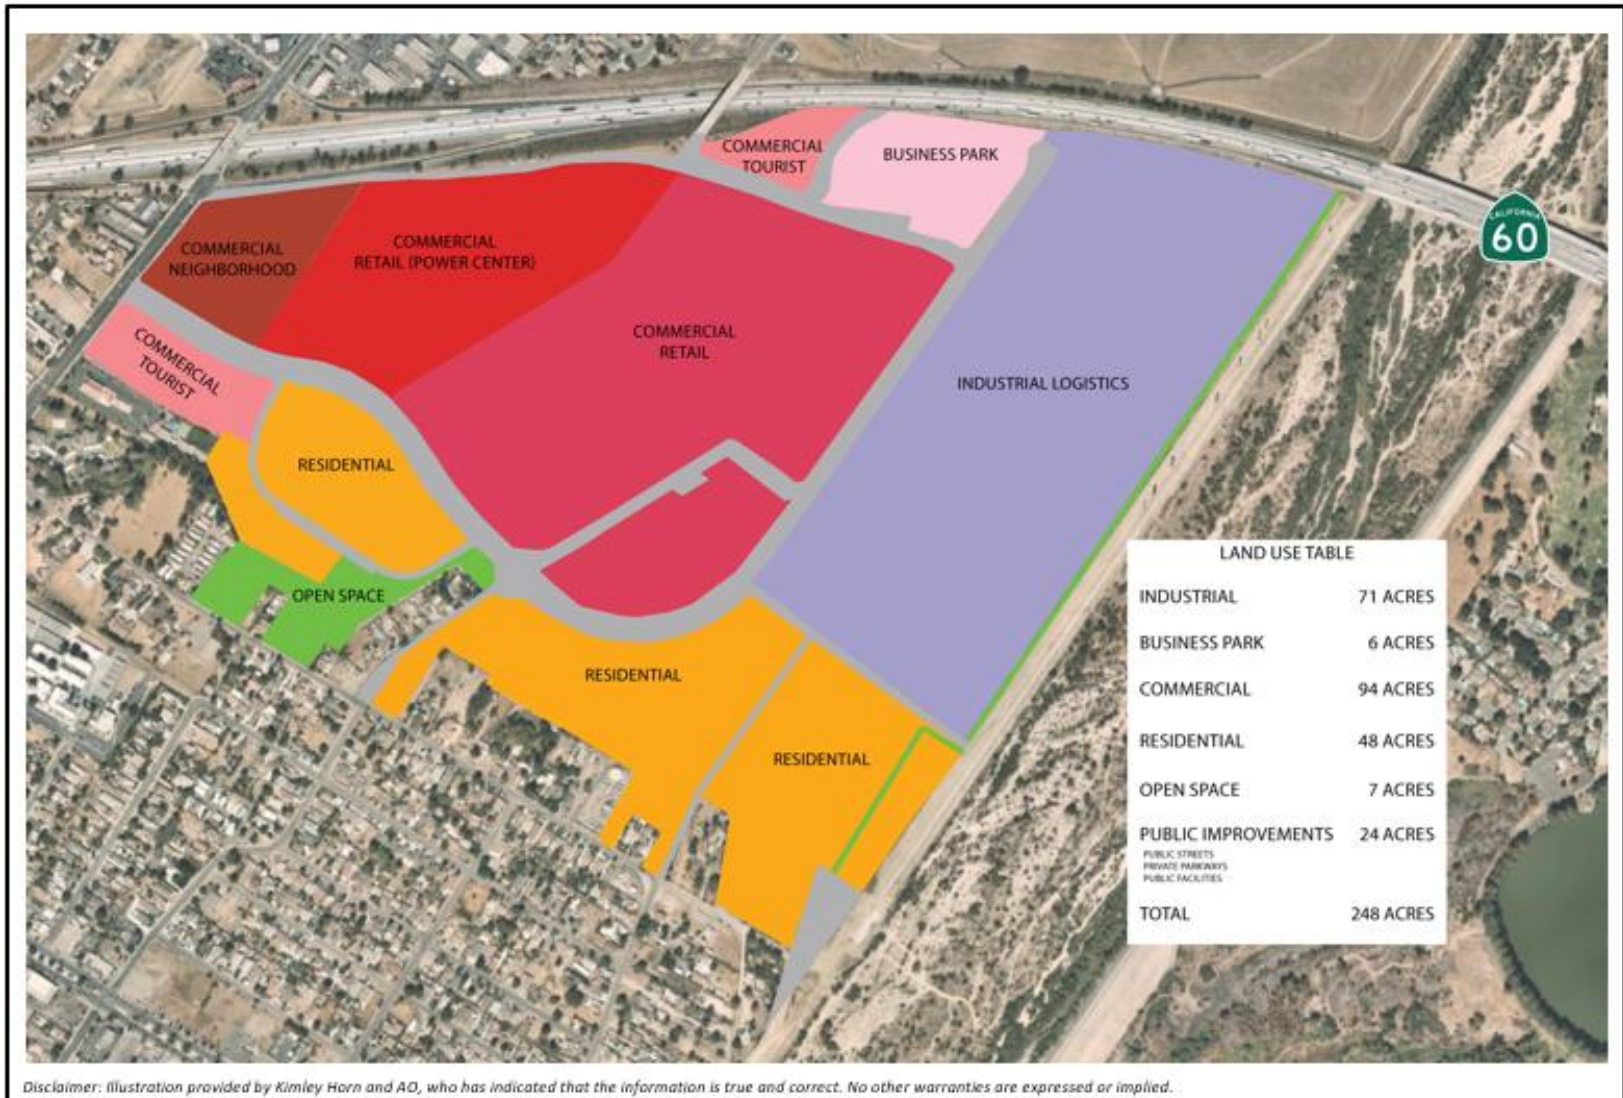 COMMERCIAL
TOURIST
BUSINESS PARK
CALIFORNIA
60
COMMERCIAL
NEIGHBORHOOD
COMMERCIAL
RETAIL (POWER CENTER)
COMMERCIAL
RETAIL
COMMERCIAL
TOURIST
INDUSTRIAL LOGISTICS
RESIDENTIAL
OPEN SPACE
RESIDENTIAL
RESIDENTIAL
LAND USE TABLE
INDUSTRIAL 71 ACRES
BUSINESS PARK 6 ACRES
COMMERCIAL 94 ACRES
RESIDENTIAL 48 ACRES
OPEN SPACE 7 ACRES
PUBLIC IMPROVEMENTS 24 ACRES
PUBLIC STREETS
PRIVATE PARKWAYS
PUBLIC FACILITIES
TOTAL 248 ACRES
Disclaimer: Illustration provided by Kimley Horn and AO, who has indicated that the information is true and correct. No other warranties are expressed or implied.